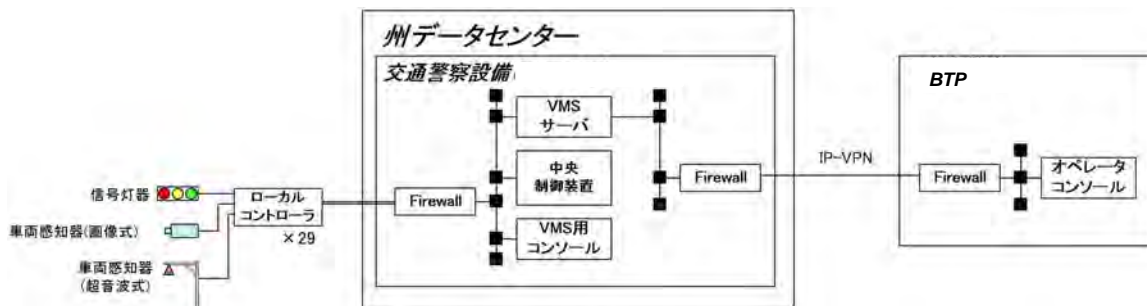 州データセンター
交通警察設備
BTP
VMS
サーバ
中央
制御装置
VMS用
コンソール
Firewall
Firewall
IP-VPN
Firewall
オペレータ
コンソール
信号灯器
ローカル
コントローラ
×29
車両感知器(画像式)
車両感知器
(超音波式)